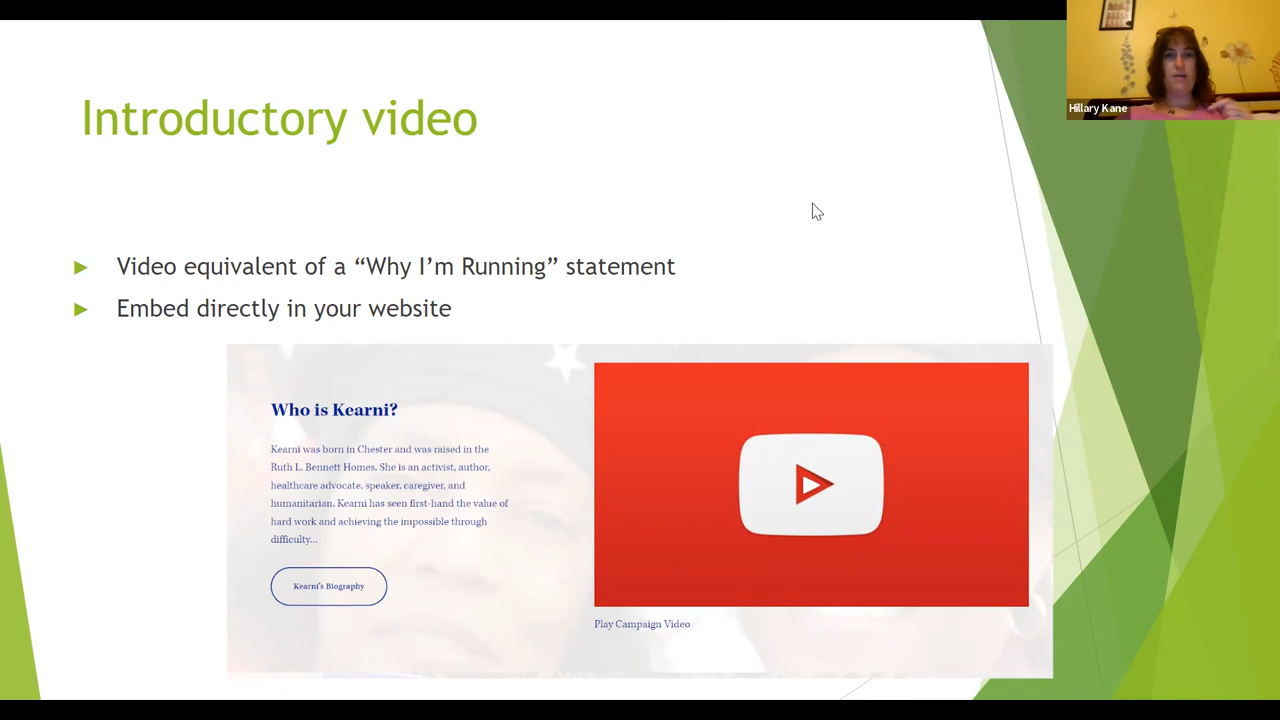 Introductory video
Hillary Kane
► Video equivalent of a “Why I’m Running” statement
► Embed directly in your website
Who is Kearni?
Kearni was born in Chester and was raised in the
Ruth L. Bennett Homes. She is an activist, author,
healthcare advocate, speaker, caregiver, and
humanitarian. Kearni has seen first-hand the value of
hard work and achieving the impossible through
difficulty...
Kearni's Biography
Play Campaign Video